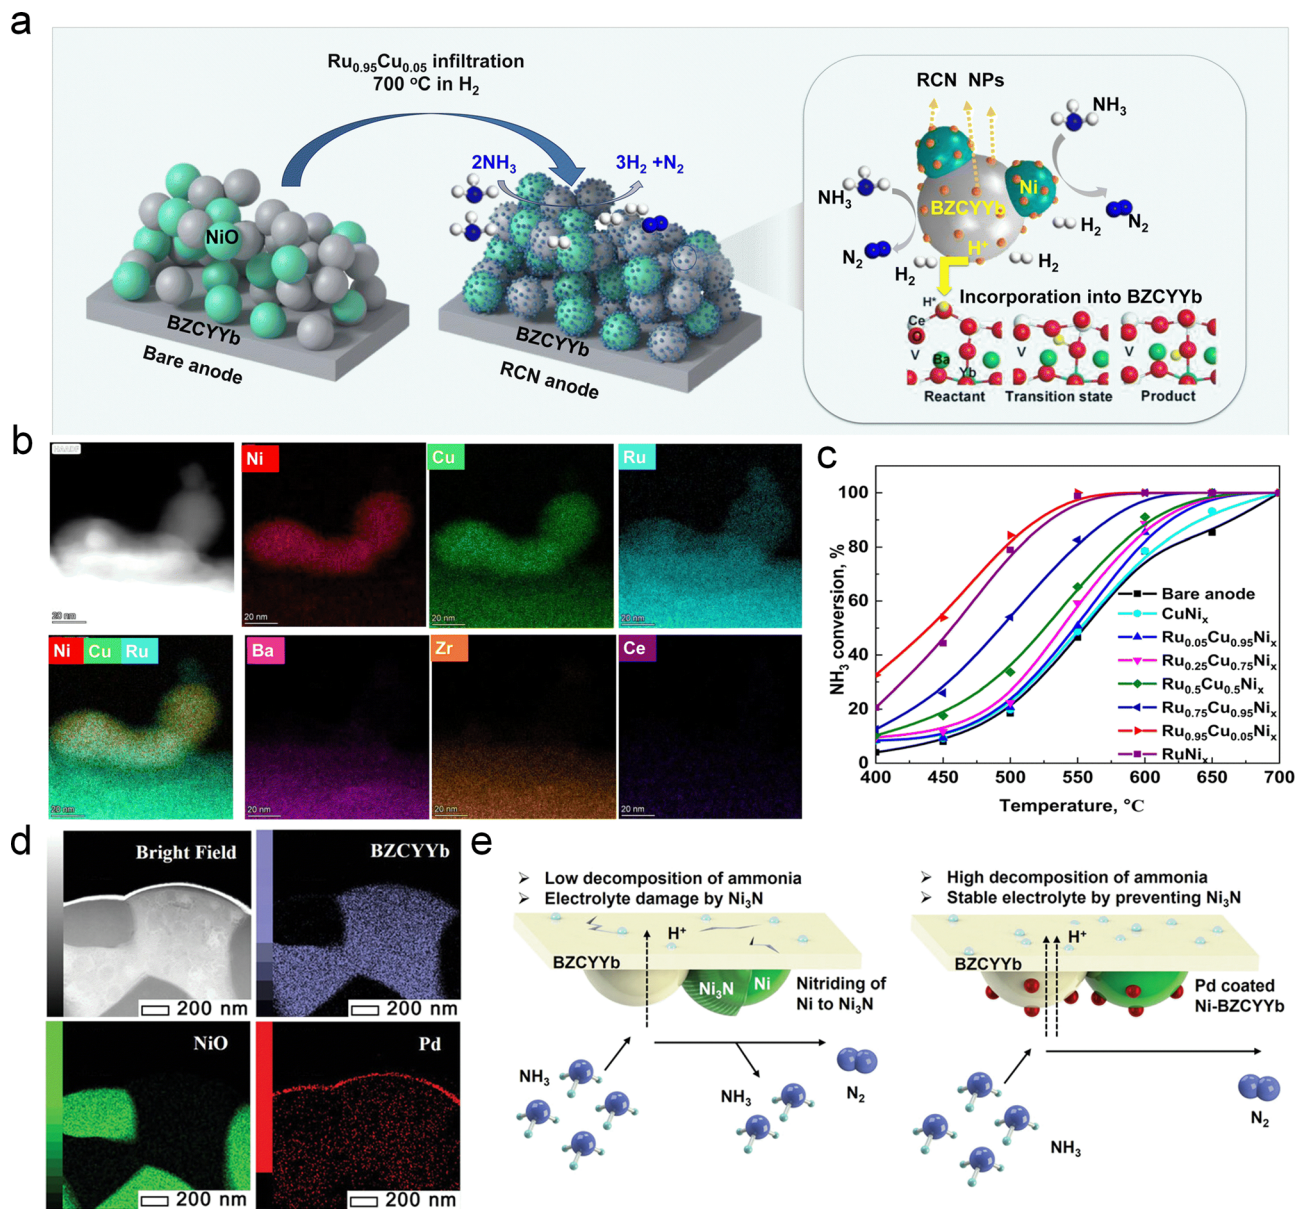 a
Ru0.95Cu0.05 infiltration
700 °C in H2
NiO
BZCYYb
Bare anode
2NH3
3H2 +N2
BZCYYb
RCN anode
RCN NPs
NH3
NH3
Ni
BZCYYb
N2
H2
H+
N2
H2
H2
Incorporation into BZCYYb
H*
Ce
O
V
Ba
Yb
V
V
Reactant
Transition state
Product
b
20 nm
Ni
20 nm
Cu
20 nm
Ru
20 nm
Ni Cu Ru
20 nm
Ba
20 nm
Zr
20 nm
Ce
20 nm
c
NH3 conversion, %
100
80
60
40
20
0
400 450 500 550 600 650 700
Temperature, °C
Bare anode
CuNix
Ru0.05Cu0.95Nix
Ru0.25Cu0.75Nix
Ru0.5Cu0.5Nix
Ru0.75Cu0.95Nix
Ru0.95Cu0.05Nix
RuNix
d
Bright Field
200 nm
BZCYYb
200 nm
NiO
200 nm
Pd
200 nm
e
➢ Low decomposition of ammonia
➢ Electrolyte damage by Ni3N
H+
BZCYYb
Ni3N
Ni
Nitriding of
Ni to Ni3N
NH3
NH3
N2
➢ High decomposition of ammonia
➢ Stable electrolyte by preventing Ni3N
H+
BZCYYb
Pd coated
Ni-BZCYYb
NH3
N2